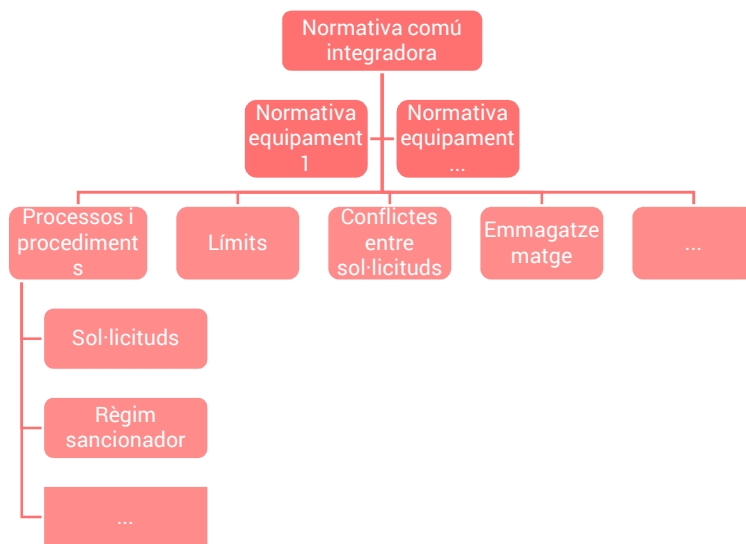 Normativa comú
integradora
Normativa
equipament
1
Normativa
equipament
...
Processos i
procediment
s
Límits
Conflictes
entre
sol·licituds
Emmagatze
matge
...
Sol·licituds
Règim
sancionador
...